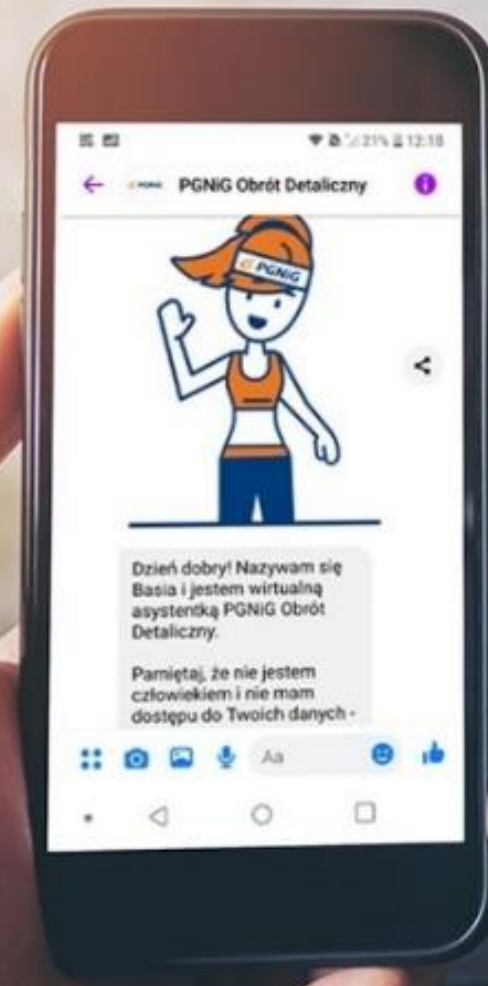 21% 12:18
PGNiG PGNiG Obrót Detaliczny
PGNiG
Dzień dobry! Nazywam się
Basia i jestem wirtualną
asystentką PGNiG Obrót
Detaliczny.
Pamiętaj, że nie jestem
człowiekiem i nie mam
dostępu do Twoich danych -
Aa